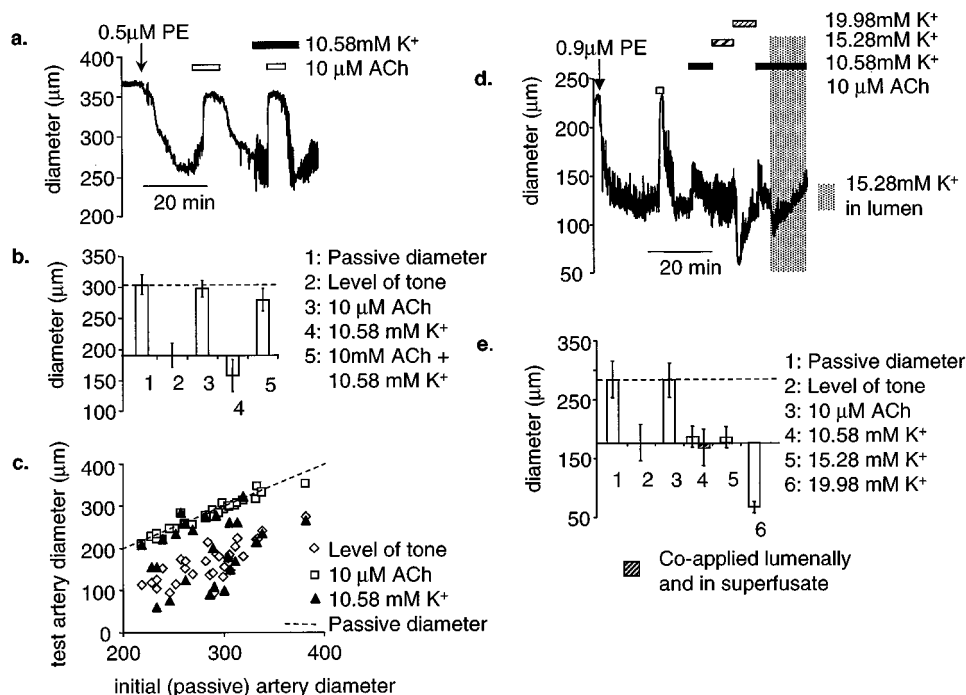 a.
0.5µM PE
10.58mM K⁺
10 µM ACh
diameter (µm)
400
350
300
250
200
20 min
b.
diameter (µm)
350
300
250
200
150
100
1
2
3
4
5
1: Passive diameter
2: Level of tone
3: 10 µM ACh
4: 10.58 mM K⁺
5: 10mM ACh +
10.58 mM K⁺
c.
test artery diameter (µm)
400
300
200
100
0
200
300
400
initial (passive) artery diameter
Level of tone
10 µM ACh
10.58 mM K⁺
Passive diameter
d.
0.9µM PE
19.98mM K⁺
15.28mM K⁺
10.58mM K⁺
10 µM ACh
diameter (µm)
250
200
150
100
50
20 min
15.28mM K⁺
in lumen
e.
diameter (µm)
350
250
150
50
1
2
3
4
5
6
1: Passive diameter
2: Level of tone
3: 10 µM ACh
4: 10.58 mM K⁺
5: 15.28 mM K⁺
6: 19.98 mM K⁺
Co-applied lumenally
and in superfusate